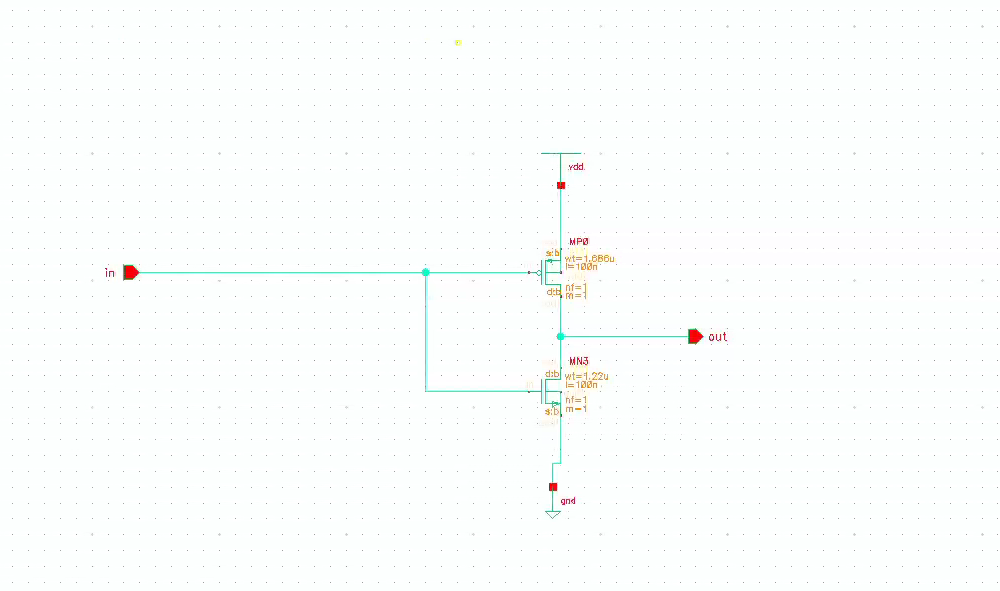 vdd
MP0
s:b
wt=1.686u
l=100n
d:b
nf=1
m=1
in
out
MN3
d:b
wt=1.22u
l=100n
nf=1
s:b
m=1
gnd